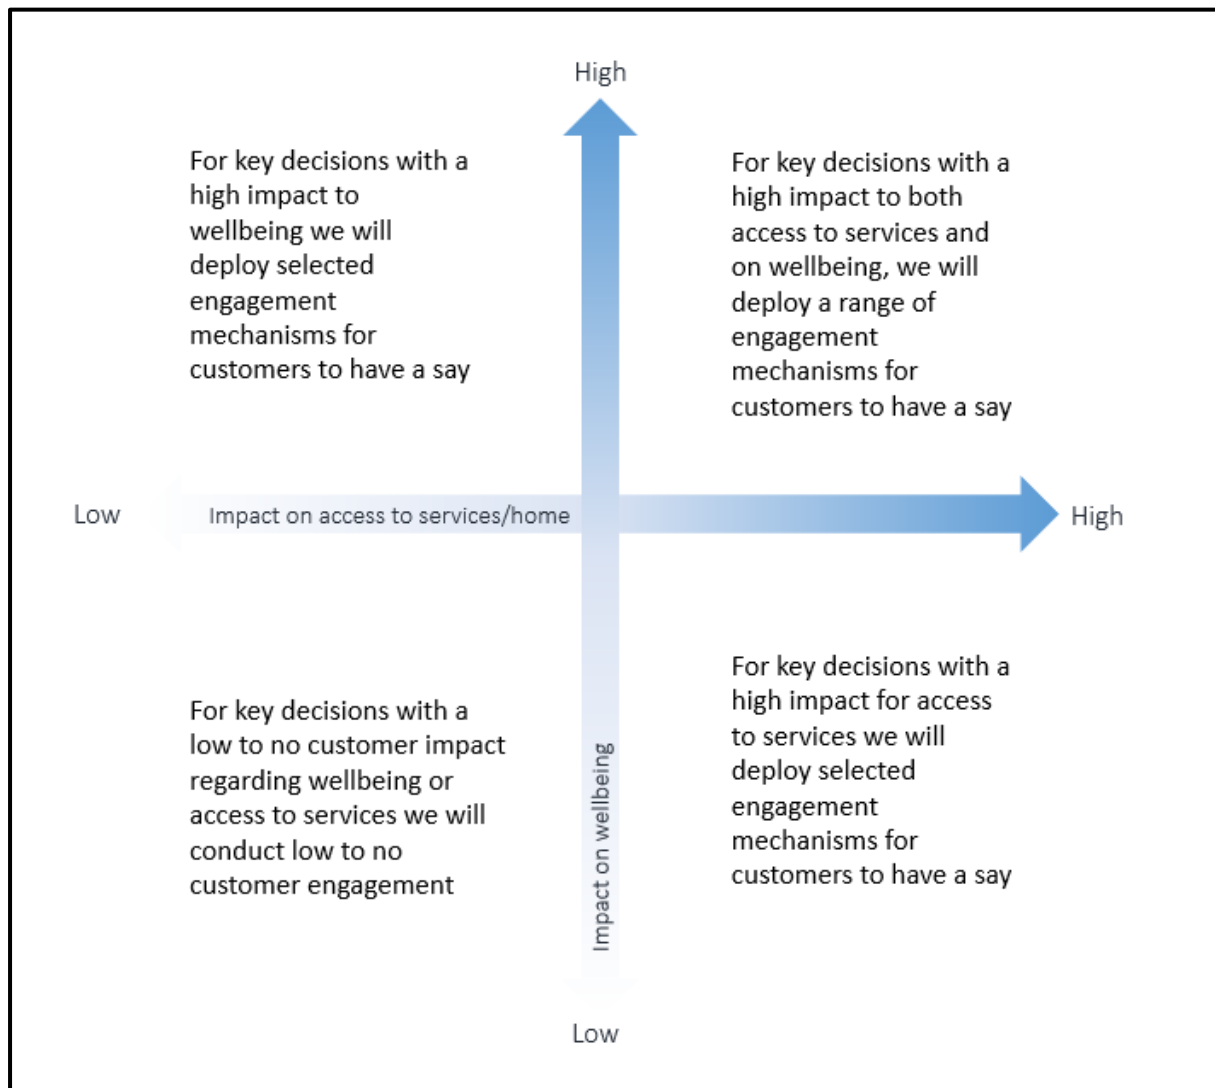 High
For key decisions with a
high impact to
wellbeing we will
deploy selected
engagement
mechanisms for
customers to have a say
For key decisions with a
high impact to both
access to services and
on wellbeing, we will
deploy a range of
engagement
mechanisms for
customers to have a say
Low
Impact on access to services/home
High
For key decisions with a
low to no customer impact
regarding wellbeing or
access to services we will
conduct low to no
customer engagement
Impact on wellbeing
For key decisions with a
high impact for access
to services we will
deploy selected
engagement
mechanisms for
customers to have a say
Low